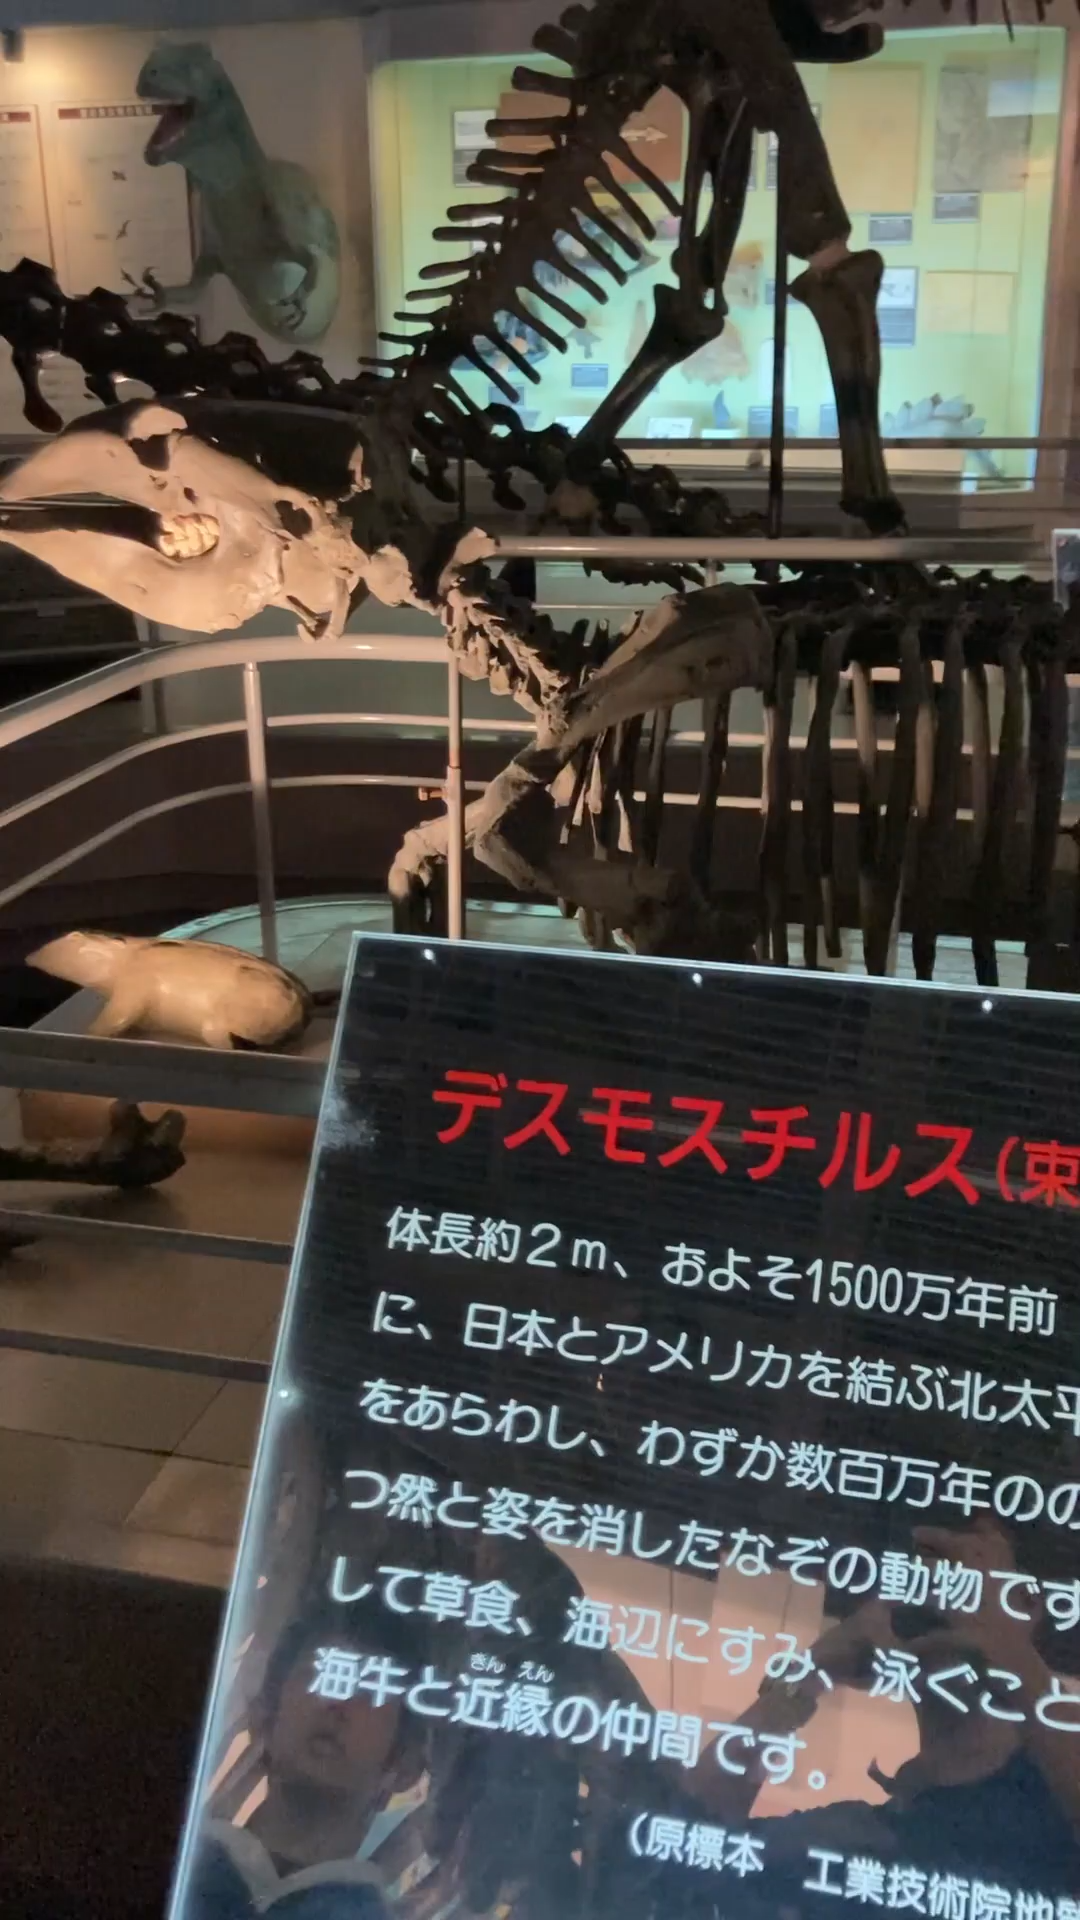 デスモスチルス(束
体長約2m、およそ1500万年前
に、日本とアメリカを結ぶ北太平
をあらわし、わずか数百万年のの
つ然と姿を消したなぞの動物です
して草食、海辺にすみ、泳ぐこと
きん えん
海牛と近縁の仲間です。
(原標本 工業技術院地質